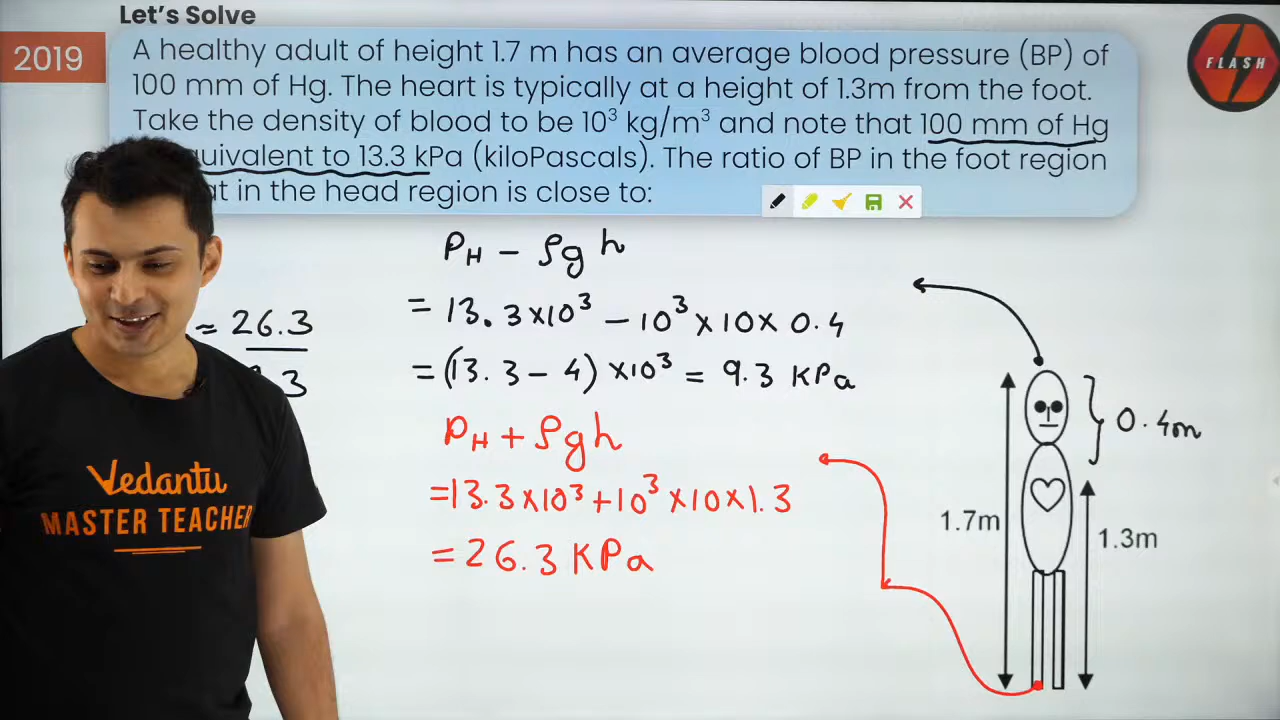 Let's Solve
2019
A healthy adult of height 1.7 m has an average blood pressure (BP) of
100 mm of Hg. The heart is typically at a height of 1.3m from the foot.
Take the density of blood to be 10³ kg/m³ and note that 100 mm of Hg
equivalent to 13.3 kPa (kiloPascals). The ratio of BP in the foot region
in the head region is close to:
FLASH
P_H - ρgh
= 13.3×10³ - 10³×10×0.4
= (13.3 - 4) ×10³ = 9.3 KPa
≈ 26.3
P_H + ρgh
= 13.3×10³ + 10³×10×1.3
= 26.3 KPa
0.4m
1.7m
1.3m
Vedantu
MASTER TEACHER